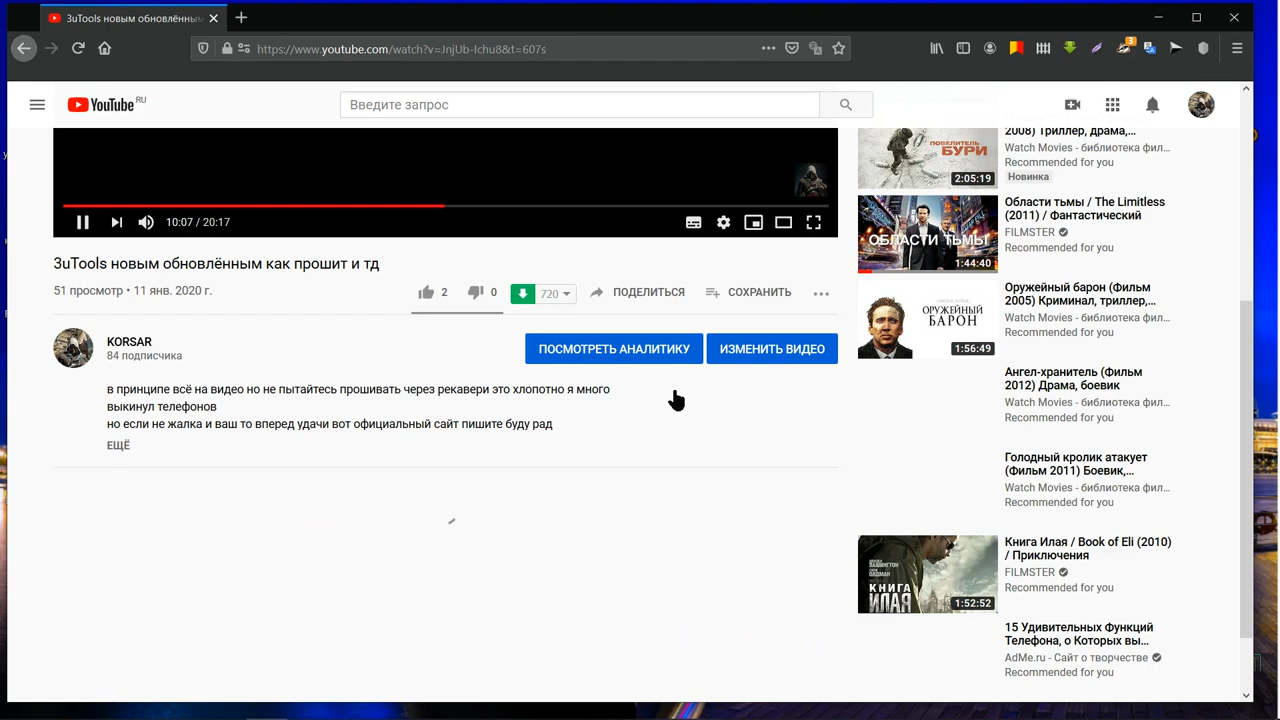 3uTools новым обновлённым
https://www.youtube.com/watch?v=JnjUb-Ichu8&t=607s
3
YouTube RU
Введите запрос
10:07 / 20:17
3uTools новым обновлённым как прошит и тд
51 просмотр • 11 янв. 2020 г.
2
0
720
ПОДЕЛИТЬСЯ
СОХРАНИТЬ
KORSAR
84 подписчика
ПОСМОТРЕТЬ АНАЛИТИКУ
ИЗМЕНИТЬ ВИДЕО
в принципе всё на видео но не пытайтесь прошивать через рекавери это хлопотно я много
выкинул телефонов
но если не жалка и ваш то вперед удачи вот официальный сайт пишите буду рад
ЕЩЁ
ПОВЕЛИТЕЛЬ
БУРИ
2:05:19
2008) Триллер, драма,...
Watch Movies - библиотека фил...
Recommended for you
Новинка
ОБЛАСТИ ТЬМЫ
1:44:40
Области тьмы / The Limitless
(2011) / Фантастический
FILMSTER
Recommended for you
ОРУЖЕЙНЫЙ
БАРОН
1:56:49
Оружейный барон (Фильм
2005) Криминал, триллер,...
Watch Movies - библиотека фил...
Recommended for you
Ангел-хранитель (Фильм
2012) Драма, боевик
Watch Movies - библиотека фил...
Recommended for you
Голодный кролик атакует
(Фильм 2011) Боевик,...
Watch Movies - библиотека фил...
Recommended for you
КНИГА
ИЛАЯ
1:52:52
Книга Илая / Book of Eli (2010)
/ Приключения
FILMSTER
Recommended for you
15 Удивительных Функций
Телефона, о Которых вы...
AdMe.ru - Сайт о творчестве
Recommended for you